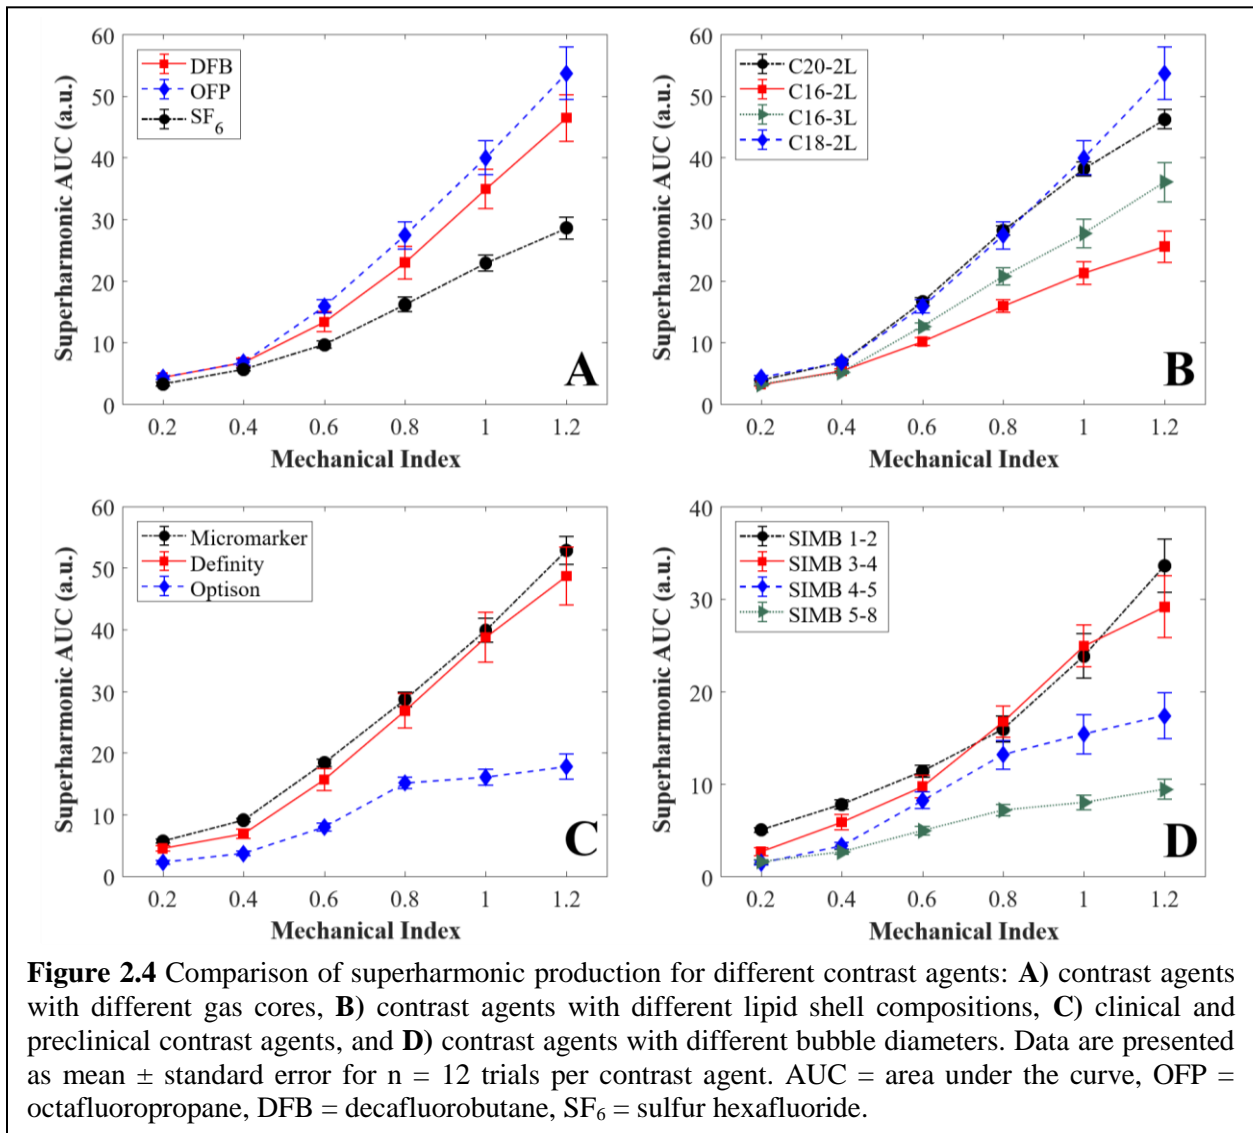 60
50
40
30
20
10
0
Superharmonic AUC (a.u.)
DFB
OFP
SF₆
A
0.2 0.4 0.6 0.8 1 1.2
Mechanical Index
60
50
40
30
20
10
0
Superharmonic AUC (a.u.)
C20-2L
C16-2L
C16-3L
C18-2L
B
0.2 0.4 0.6 0.8 1 1.2
Mechanical Index
60
50
40
30
20
10
0
Superharmonic AUC (a.u.)
Micromarker
Definity
Optison
C
0.2 0.4 0.6 0.8 1 1.2
Mechanical Index
40
30
20
10
0
Superharmonic AUC (a.u.)
SIMB 1-2
SIMB 3-4
SIMB 4-5
SIMB 5-8
D
0.2 0.4 0.6 0.8 1 1.2
Mechanical Index
Figure 2.4 Comparison of superharmonic production for different contrast agents: A) contrast agents
with different gas cores, B) contrast agents with different lipid shell compositions, C) clinical and
preclinical contrast agents, and D) contrast agents with different bubble diameters. Data are presented
as mean ± standard error for n = 12 trials per contrast agent. AUC = area under the curve, OFP =
octafluoropropane, DFB = decafluorobutane, SF₆ = sulfur hexafluoride.